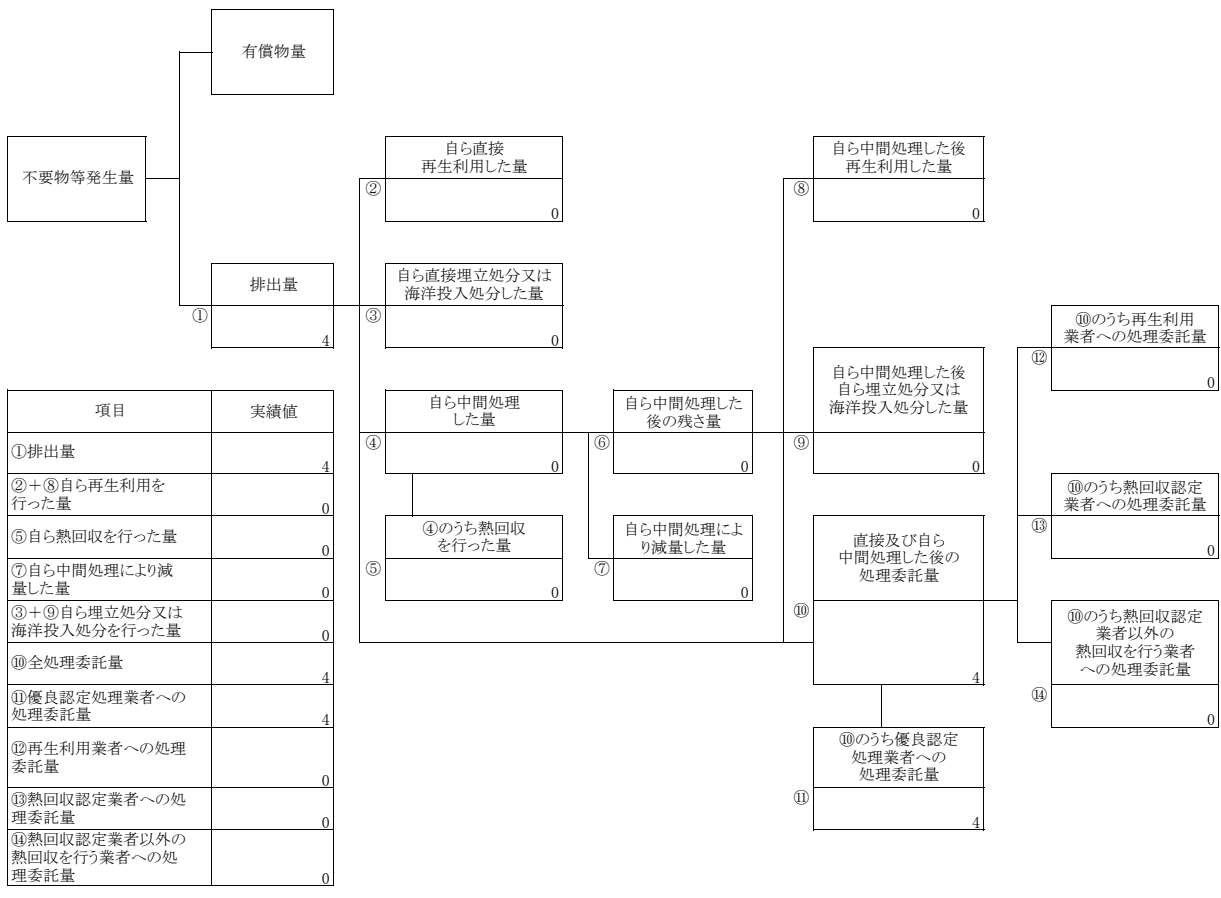 有償物量
不要物等発生量
排出量
①
4
自ら直接
再生利用した量
②
0
自ら直接埋立処分又は
海洋投入処分した量
③
0
自ら中間処理
した量
④
0
④のうち熱回収
を行った量
⑤
0
自ら中間処理した
後の残さ量
⑥
0
自ら中間処理によ
り減量した量
⑦
0
自ら中間処理した後
再生利用した量
⑧
0
自ら中間処理した後
自ら埋立処分又は
海洋投入処分した量
⑨
0
直接及び自ら
中間処理した後の
処理委託量
⑩
4
⑩のうち優良認定
処理業者への
処理委託量
⑪
4
⑩のうち再生利用
業者への処理委託量
⑫
0
⑩のうち熱回収認定
業者への処理委託量
⑬
0
⑩のうち熱回収認定
業者以外の
熱回収を行う業者
への処理委託量
⑭
0
項目 実績値
①排出量
4
②＋⑧自ら再生利用を
行った量
0
⑤自ら熱回収を行った量
0
⑦自ら中間処理により減
量した量
0
③＋⑨自ら埋立処分又は
海洋投入処分を行った量
0
⑩全処理委託量
4
⑪優良認定処理業者への
処理委託量
4
⑫再生利用業者への処理
委託量
0
⑬熱回収認定業者への処
理委託量
0
⑭熱回収認定業者以外の
熱回収を行う業者への処
理委託量
0